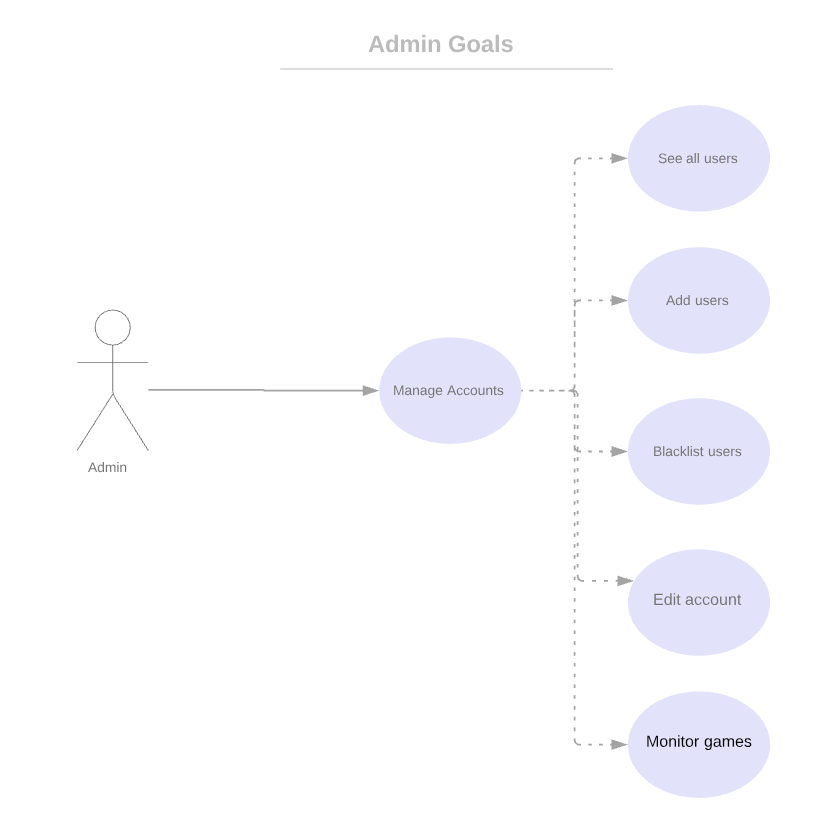 Admin Goals
See all users
Add users
Manage Accounts
Blacklist users
Admin
Edit account
Monitor games